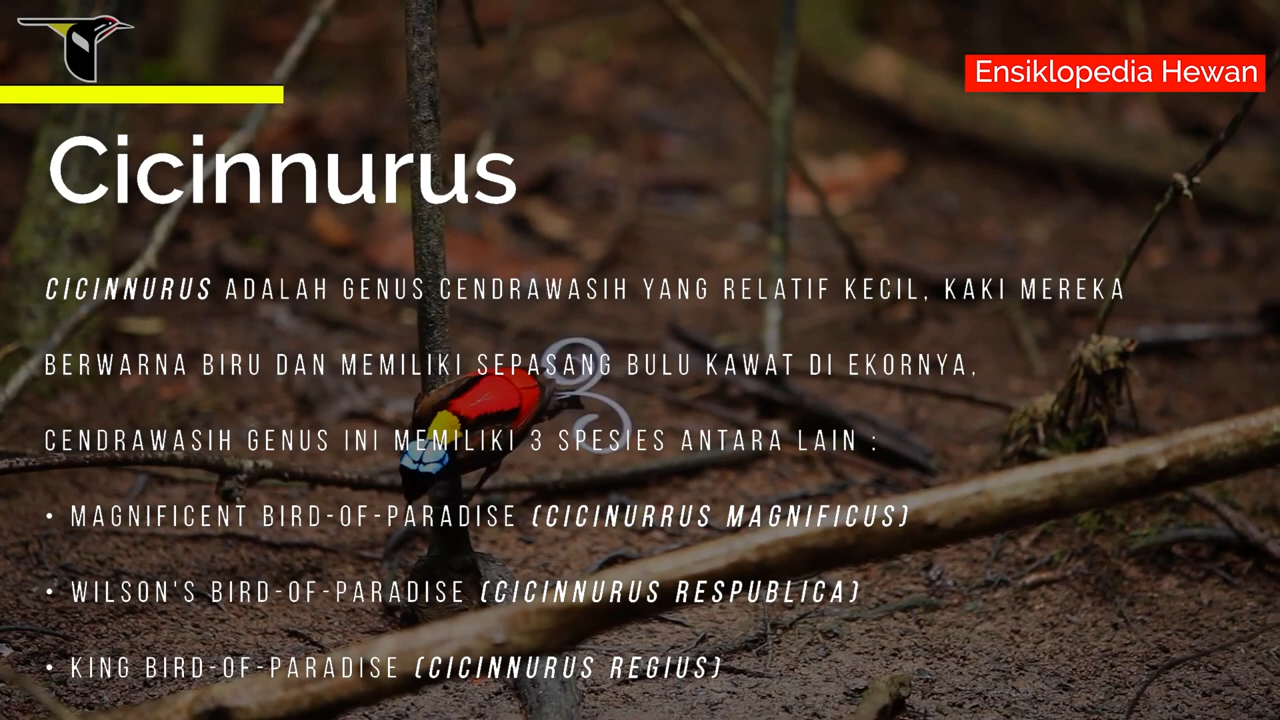 Ensiklopedia Hewan
Cicinnurus
CICINNURUS ADALAH GENUS CENDRAWASIH YANG RELATIF KECIL, KAKI MEREKA
BERWARNA BIRU DAN MEMILIKI SEPASANG BULU KAWAT DI EKORNYA,
CENDRAWASIH GENUS INI MEMILIKI 3 SPESIES ANTARA LAIN :
• MAGNIFICENT BIRD-OF-PARADISE (CICINURRUS MAGNIFICUS)
• WILSON'S BIRD-OF-PARADISE (CICINNURUS RESPUBLICA)
• KING BIRD-OF-PARADISE (CICINNURUS REGIUS)